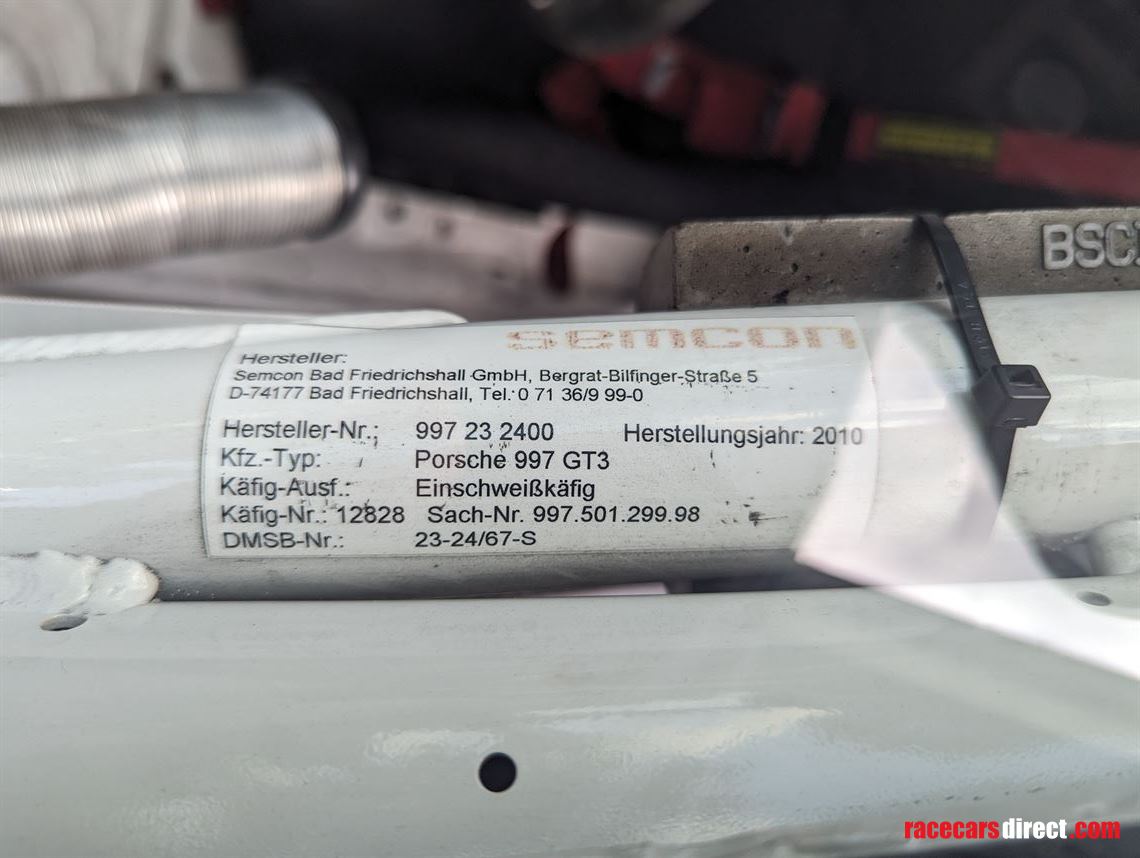 BSCI
semcon
Hersteller:
Semcon Bad Friedrichshall GmbH, Bergrat-Bilfinger-Straße 5
D-74177 Bad Friedrichshall, Tel. 0 71 36/9 99-0
Hersteller-Nr.: 997 23 2400 Herstellungsjahr: 2010
Kfz.-Typ: Porsche 997 GT3
Käfig-Ausf.: Einschweißkäfig
Käfig-Nr.: 12828 Sach-Nr. 997.501.299.98
DMSB-Nr.: 23-24/67-S
racecarsdirect.com